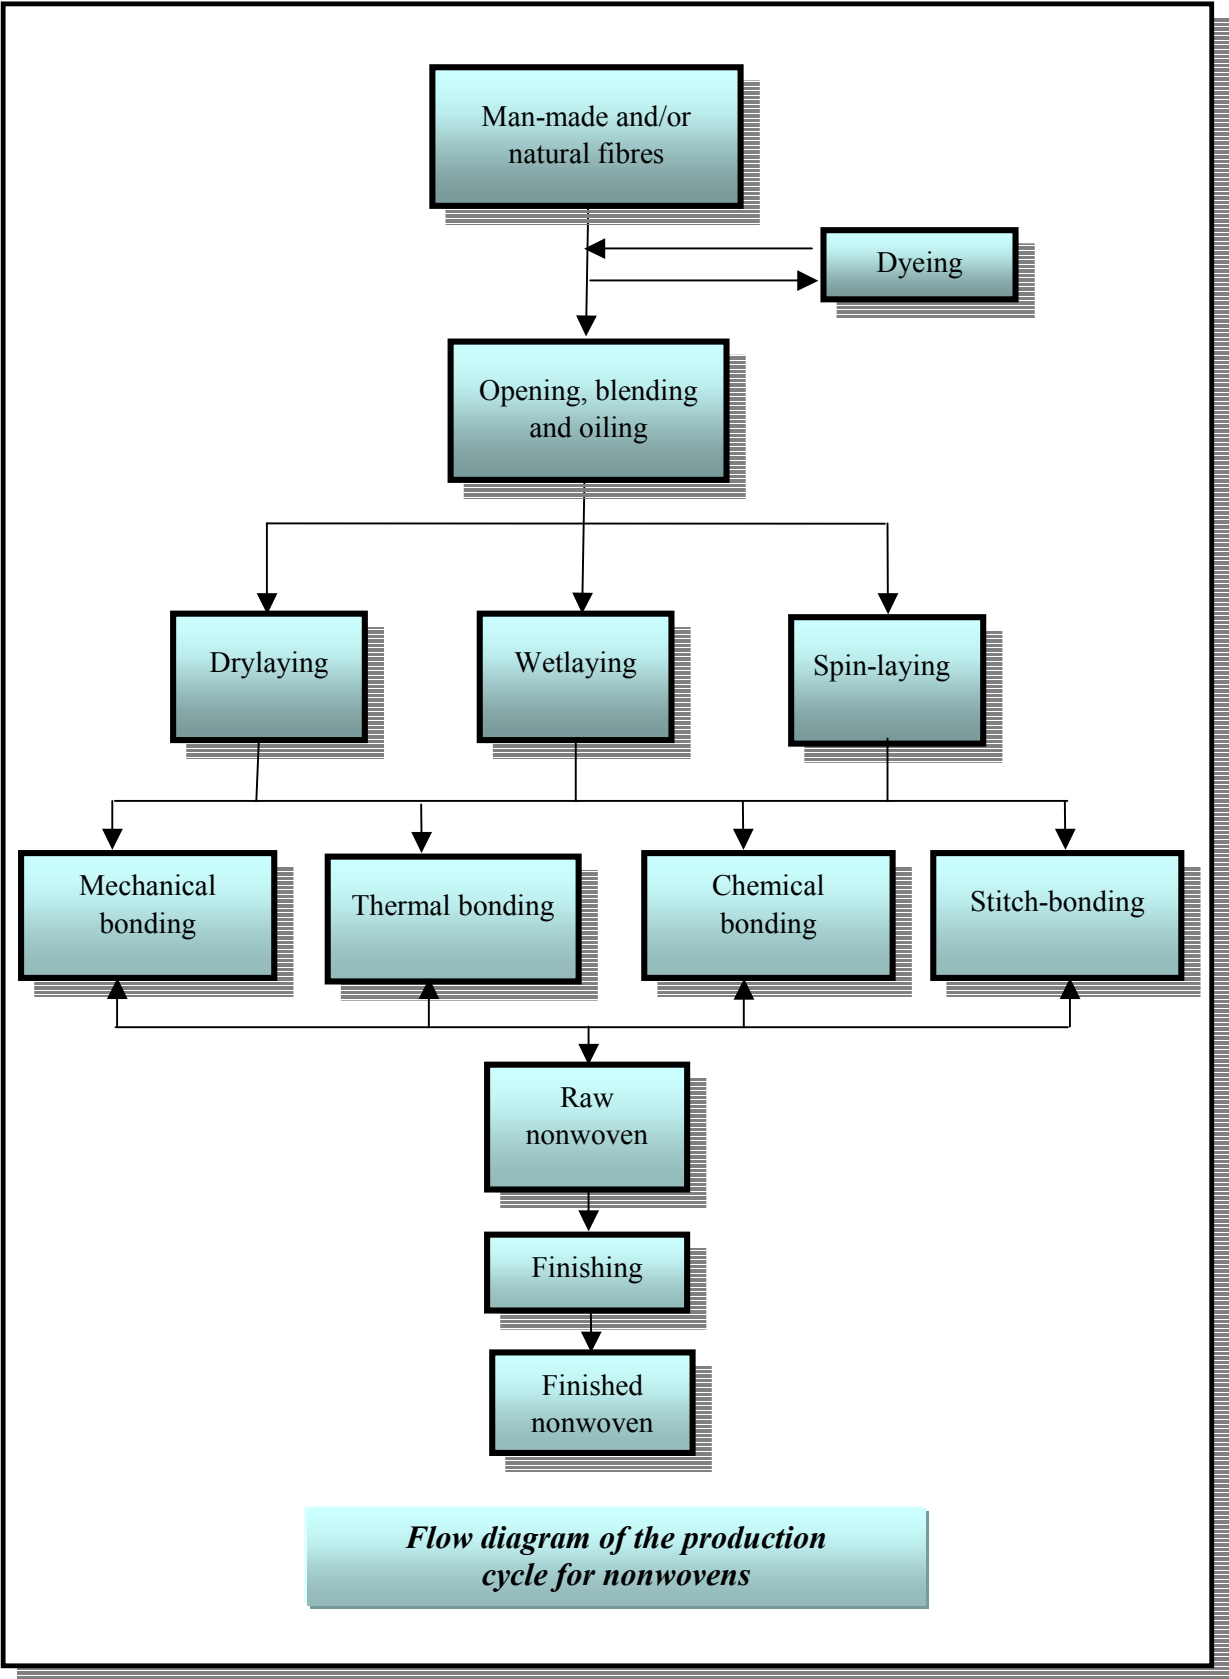 Man-made and/or
natural fibres
Dyeing
Opening, blending
and oiling
Drylaying
Wetlaying
Spin-laying
Mechanical
bonding
Thermal bonding
Chemical
bonding
Stitch-bonding
Raw
nonwoven
Finishing
Finished
nonwoven
Flow diagram of the production
cycle for nonwovens